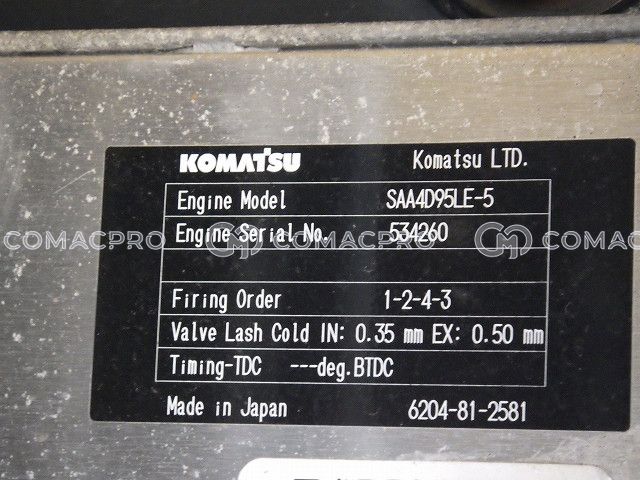 KOMATSU Komatsu LTD.
Engine Model SAA4D95LE-5
Engine Serial No. 534260
COMACPRO COMACPRO COMACPRO
Firing Order 1-2-4-3
Valve Lash Cold IN: 0.35 mm EX: 0.50 mm
Timing-TDC ---deg.BTDC
Made in Japan 6204-81-2581